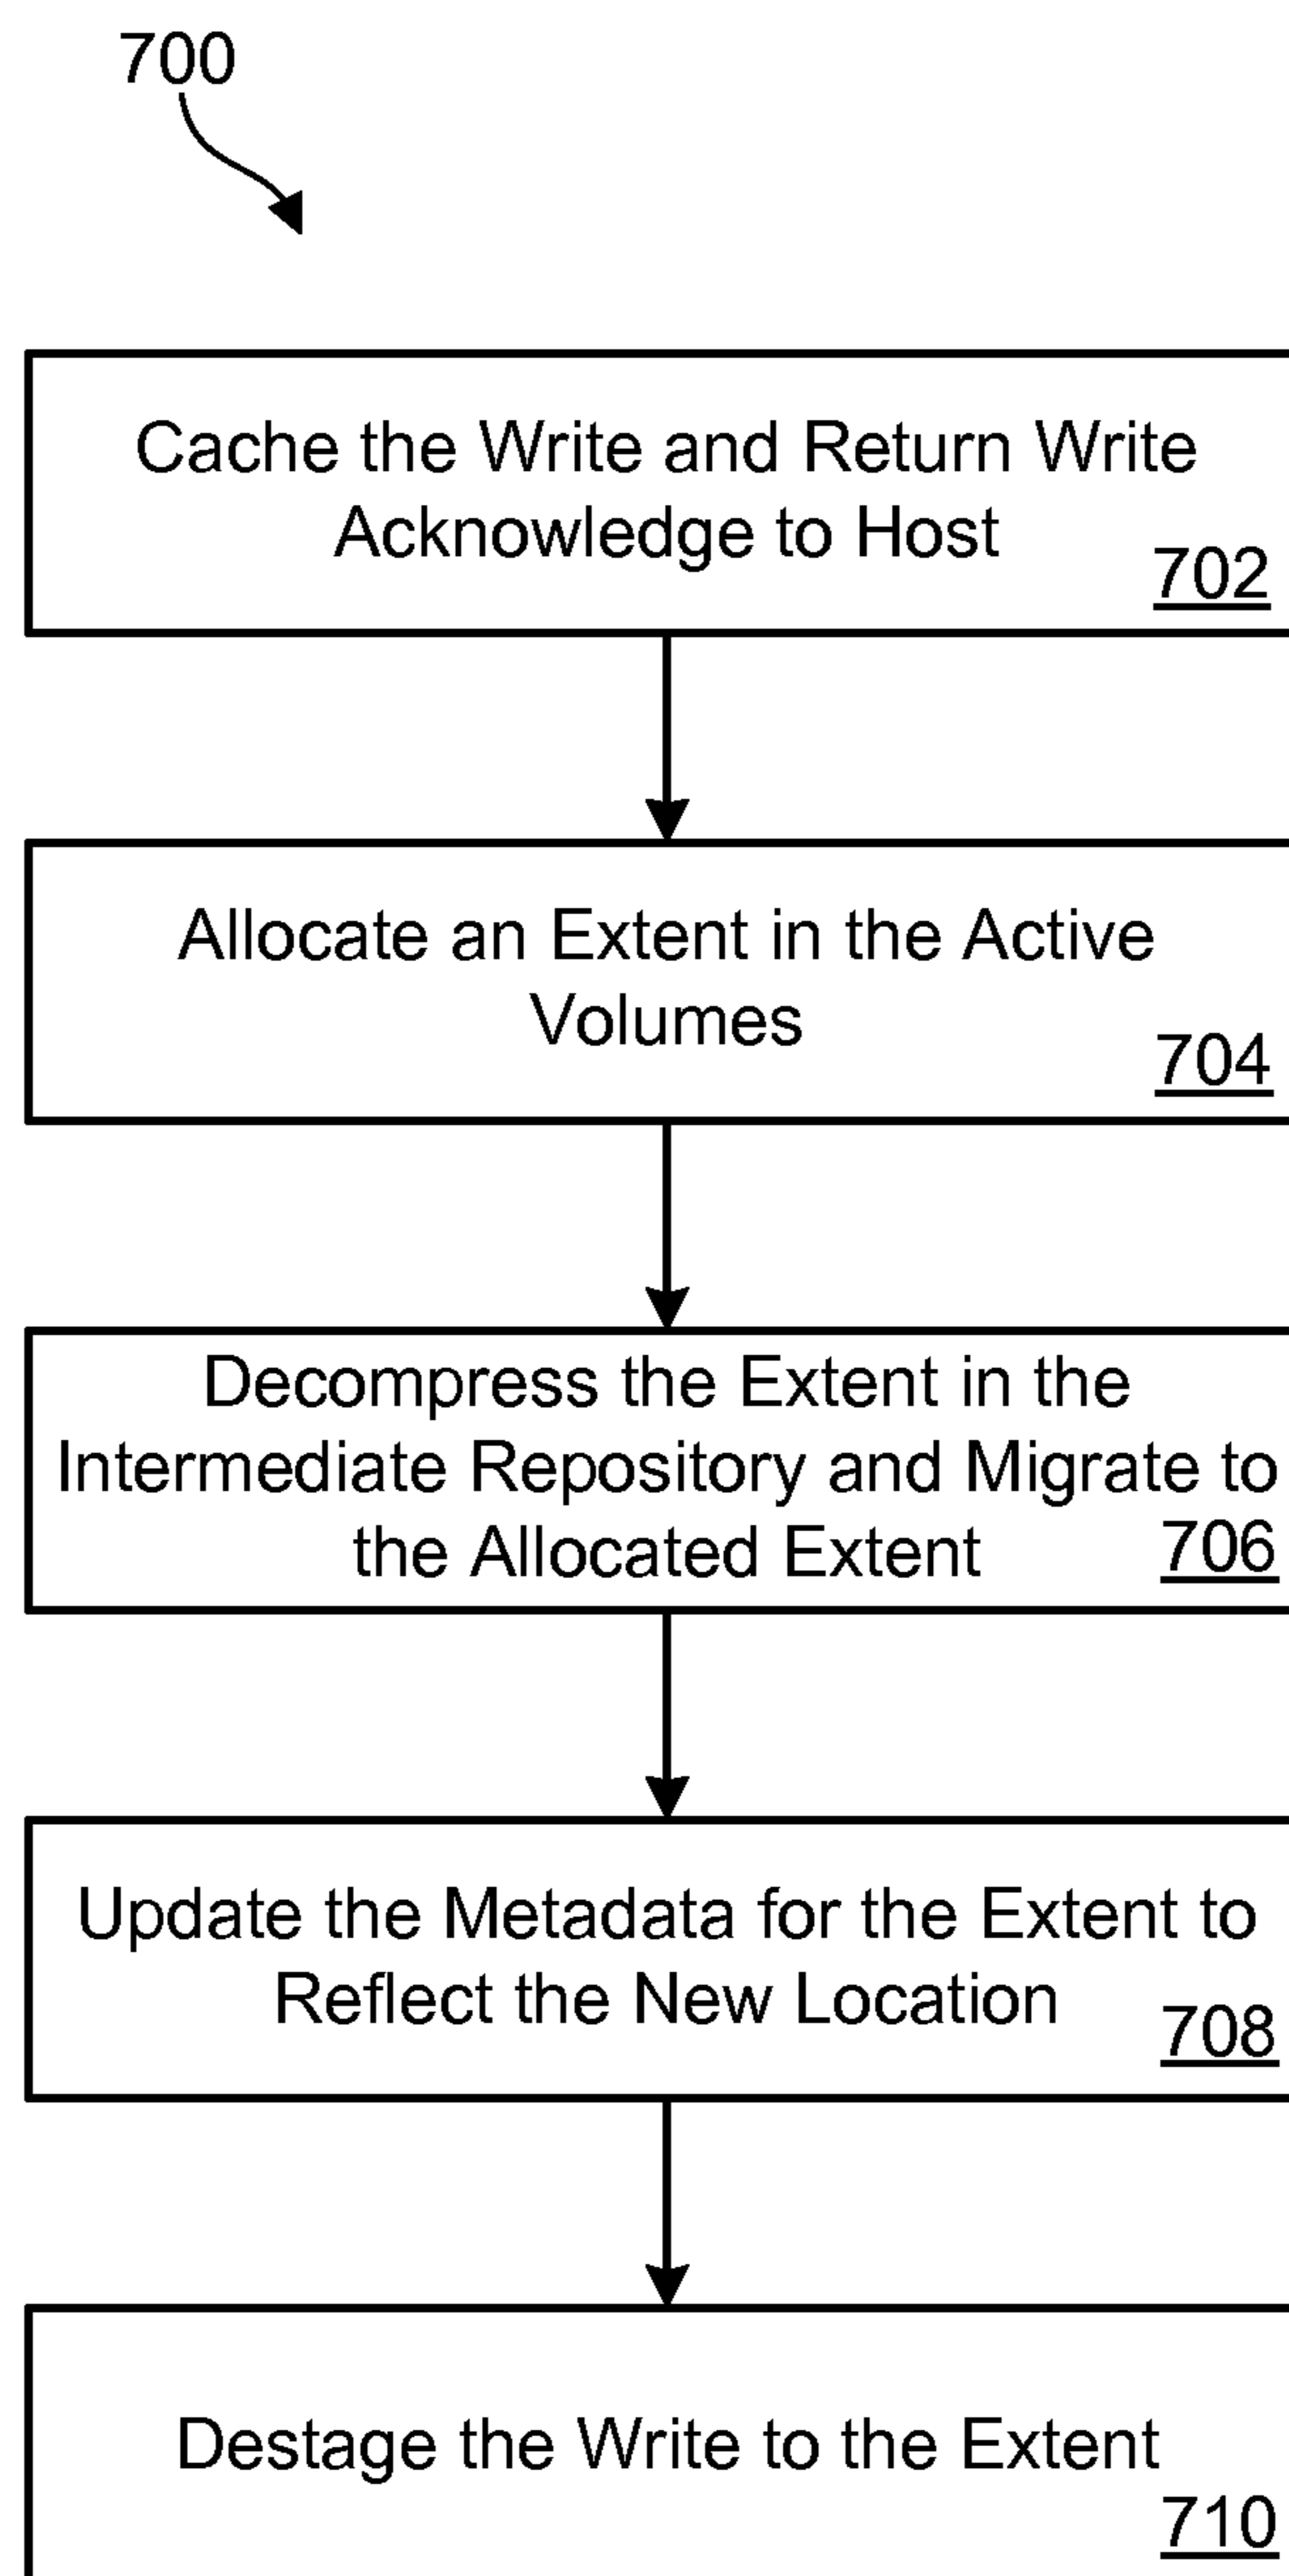 700
Cache the Write and Return Write
Acknowledge to Host
702
Allocate an Extent in the Active
Volumes
704
Decompress the Extent in the
Intermediate Repository and Migrate to
the Allocated Extent
706
Update the Metadata for the Extent to
Reflect the New Location
708
Destage the Write to the Extent
710